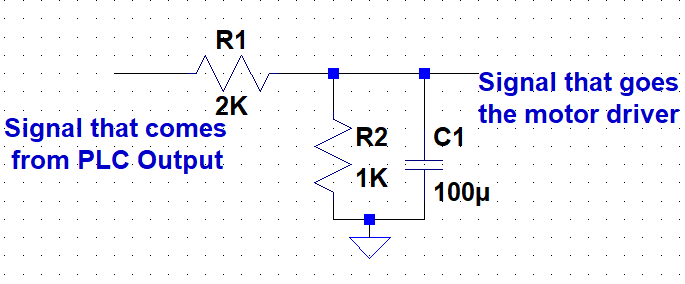 R1
2K
Signal that comes
from PLC Output
R2
1K
C1
100µ
Signal that goes
the motor driver